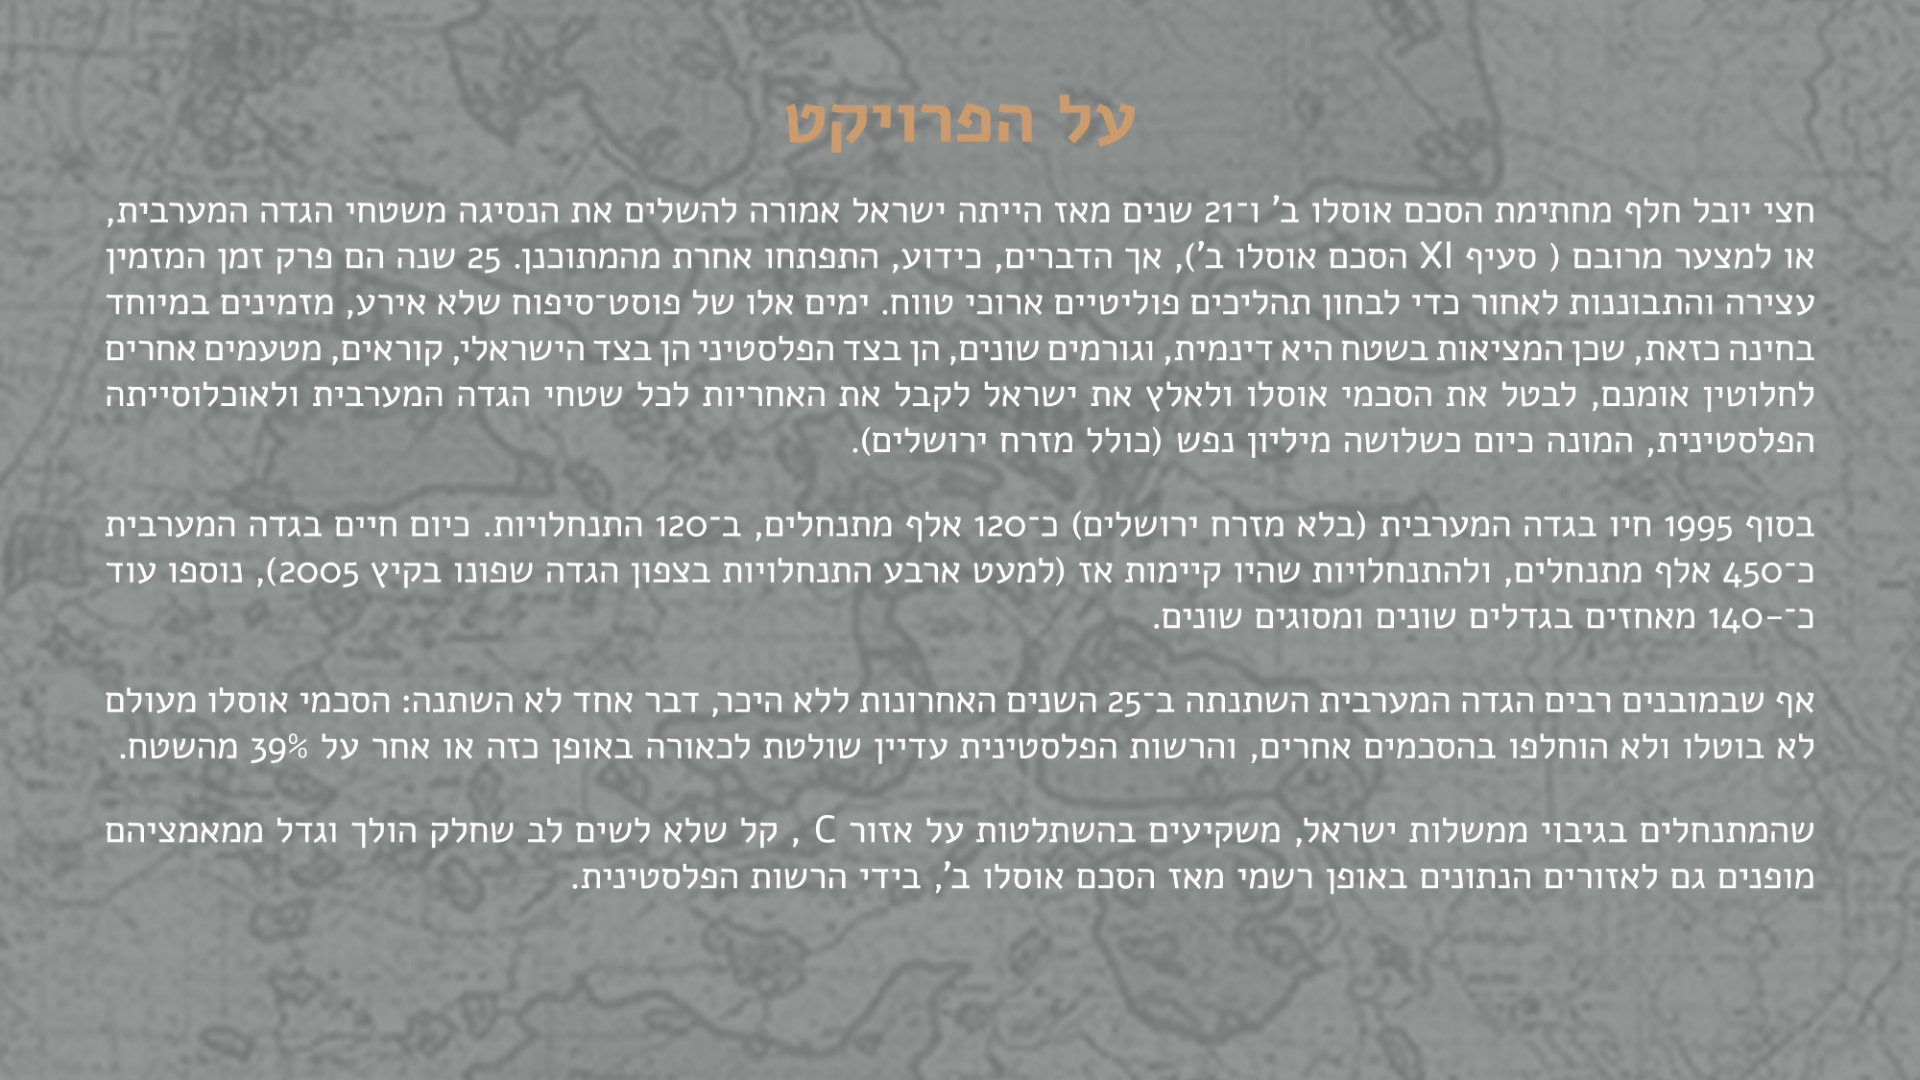 על הפרויקט
חצי יובל חלף מחתימת הסכם אוסלו ב' ו־21 שנים מאז הייתה ישראל אמורה להשלים את הנסיגה משטחי הגדה המערבית,
או למצער מרובם ( סעיף XI הסכם אוסלו ב'), אך הדברים, כידוע, התפתחו אחרת מהמתוכנן. 25 שנה הם פרק זמן המזמין
עצירה והתבוננות לאחור כדי לבחון תהליכים פוליטיים ארוכי טווח. ימים אלו של פוסט־סיפוח שלא אירע, מזמינים במיוחד
בחינה כזאת, שכן המציאות בשטח היא דינמית, וגורמים שונים, הן בצד הפלסטיני הן בצד הישראלי, קוראים, מטעמים אחרים
לחלוטין אומנם, לבטל את הסכמי אוסלו ולאלץ את ישראל לקבל את האחריות לכל שטחי הגדה המערבית ולאוכלוסייתה
הפלסטינית, המונה כיום כשלושה מיליון נפש (כולל מזרח ירושלים).
בסוף 1995 חיו בגדה המערבית (בלא מזרח ירושלים) כ־120 אלף מתנחלים, ב־120 התנחלויות. כיום חיים בגדה המערבית
כ־450 אלף מתנחלים, ולהתנחלויות שהיו קיימות אז (למעט ארבע התנחלויות בצפון הגדה שפונו בקיץ 2005), נוספו עוד
כ־-140 מאחזים בגדלים שונים ומסוגים שונים.
אף שבמובנים רבים הגדה המערבית השתנתה ב־25 השנים האחרונות ללא היכר, דבר אחד לא השתנה: הסכמי אוסלו מעולם
לא בוטלו ולא הוחלפו בהסכמים אחרים, והרשות הפלסטינית עדיין שולטת לכאורה באופן כזה או אחר על 39% מהשטח.
שהמתנחלים בגיבוי ממשלות ישראל, משקיעים בהשתלטות על אזור C , קל שלא לשים לב שחלק הולך וגדל ממאמציהם
מופנים גם לאזורים הנתונים באופן רשמי מאז הסכם אוסלו ב', בידי הרשות הפלסטינית.